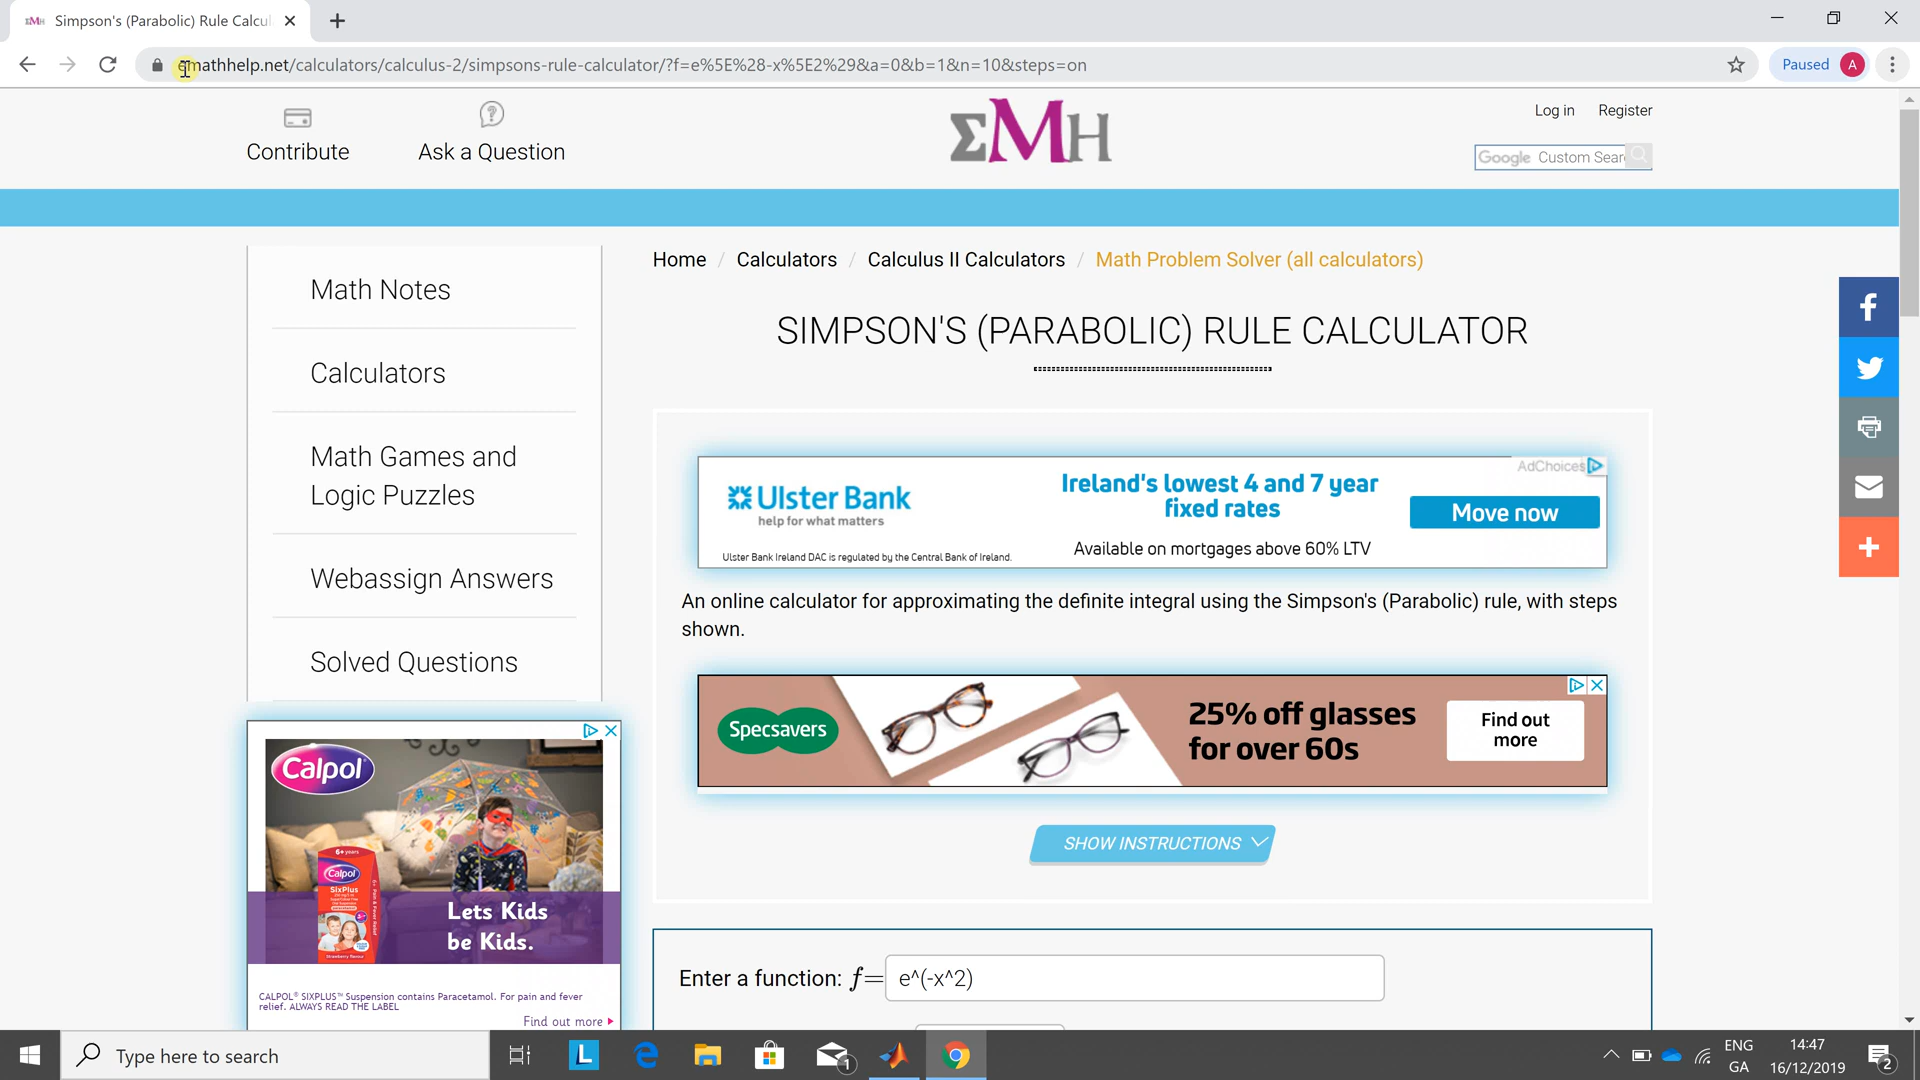 ΣMH Simpson's (Parabolic) Rule Calcul
emathhelp.net/calculators/calculus-2/simpsons-rule-calculator/?f=e%5E%28-x%5E2%29&a=0&b=1&n=10&steps=on
Paused A
Contribute
Ask a Question
ΣMH
Log in Register
Google Custom Sear
Home / Calculators / Calculus II Calculators / Math Problem Solver (all calculators)
Math Notes
Calculators
Math Games and
Logic Puzzles
Webassign Answers
Solved Questions
SIMPSON'S (PARABOLIC) RULE CALCULATOR
AdChoices
Ulster Bank
help for what matters
Ulster Bank Ireland DAC is regulated by the Central Bank of Ireland.
Ireland's lowest 4 and 7 year
fixed rates
Available on mortgages above 60% LTV
Move now
An online calculator for approximating the definite integral using the Simpson's (Parabolic) rule, with steps
shown.
Specsavers
25% off glasses
for over 60s
Find out
more
SHOW INSTRUCTIONS
Calpol
6+ years
Calpol
SixPlus
Lets Kids
be Kids.
CALPOL® SIXPLUS™ Suspension contains Paracetamol. For pain and fever
relief. ALWAYS READ THE LABEL
Find out more
Enter a function: f= e^(-x^2)
Type here to search
L
1
ENG
GA
14:47
16/12/2019
2